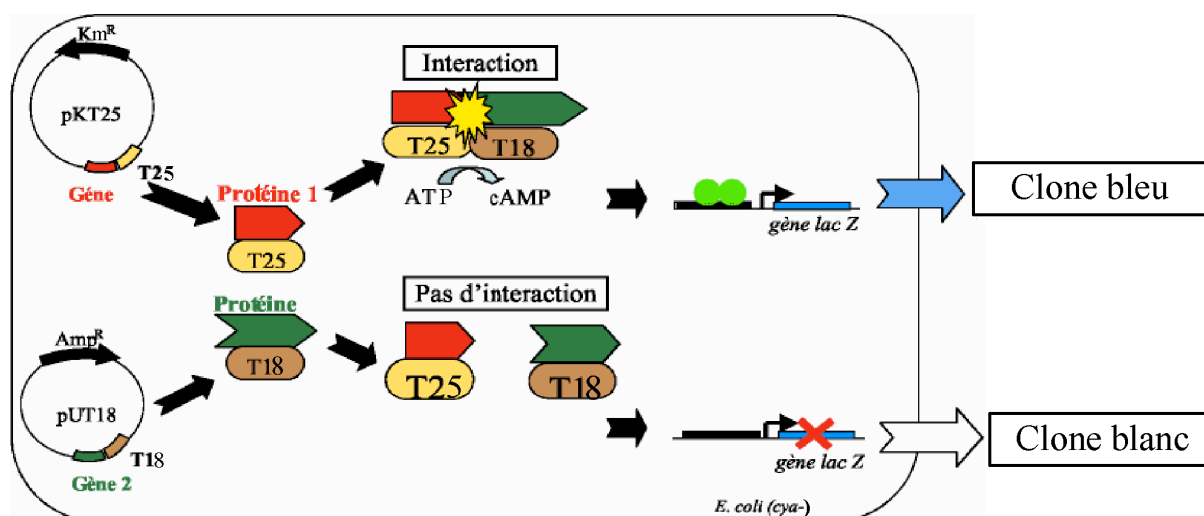 Km^R
pKT25
T25
Géne
Protéine 1
T25
Interaction
T25
T18
ATP
cAMP
gène lac Z
Clone bleu
Amp^R
pUT18
T18
Gène 2
Protéine
T18
Pas d'interaction
T25
T18
gène lac Z
Clone blanc
E. coli (cya-)